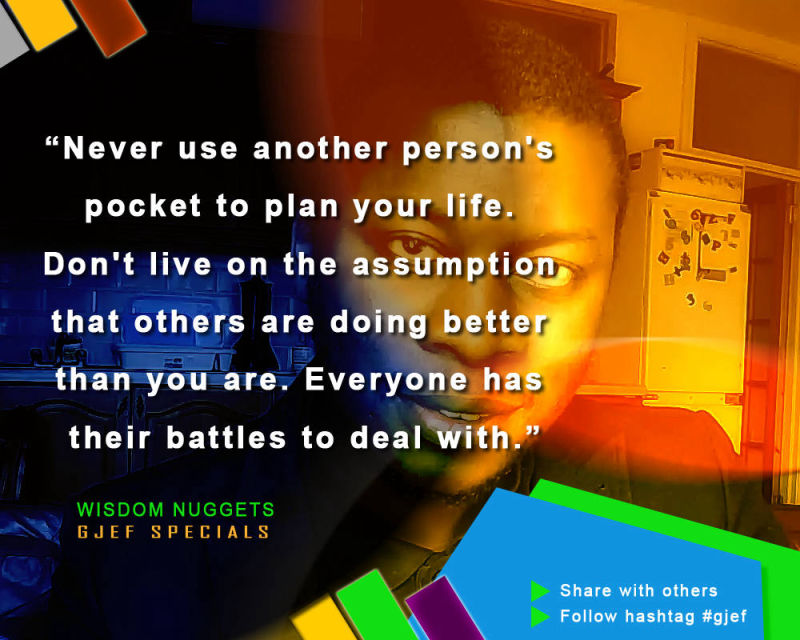 “Never use another person's
pocket to plan your life.
Don't live on the assumption
that others are doing better
than you are. Everyone has
their battles to deal with.”
WISDOM NUGGETS
GJEF SPECIALS
Share with others
Follow hashtag #gjef